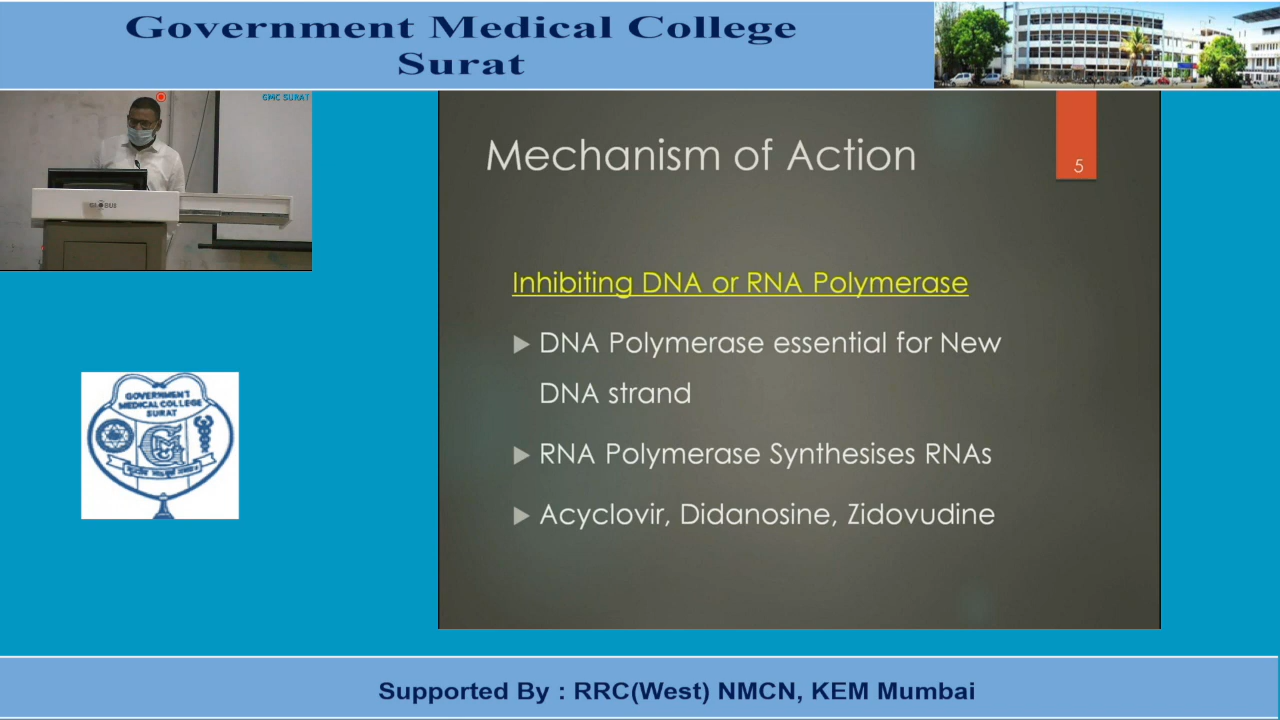 Government Medical College
Surat
GMC SURAT
GLOBUS
Mechanism of Action
5
Inhibiting DNA or RNA Polymerase
DNA Polymerase essential for New
DNA strand
RNA Polymerase Synthesises RNAs
Acyclovir, Didanosine, Zidovudine
GOVERNMENT
MEDICAL COLLEGE
SURAT
Supported By : RRC(West) NMCN, KEM Mumbai